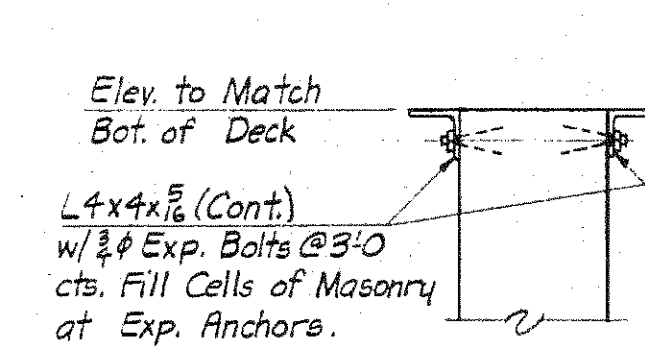 Elev. to Match
Bot. of Deck
L4x4x5/16 (Cont.)
w/ 3/4 φ Exp. Bolts @ 3'-0
cts. Fill Cells of Masonry
at Exp. Anchors.